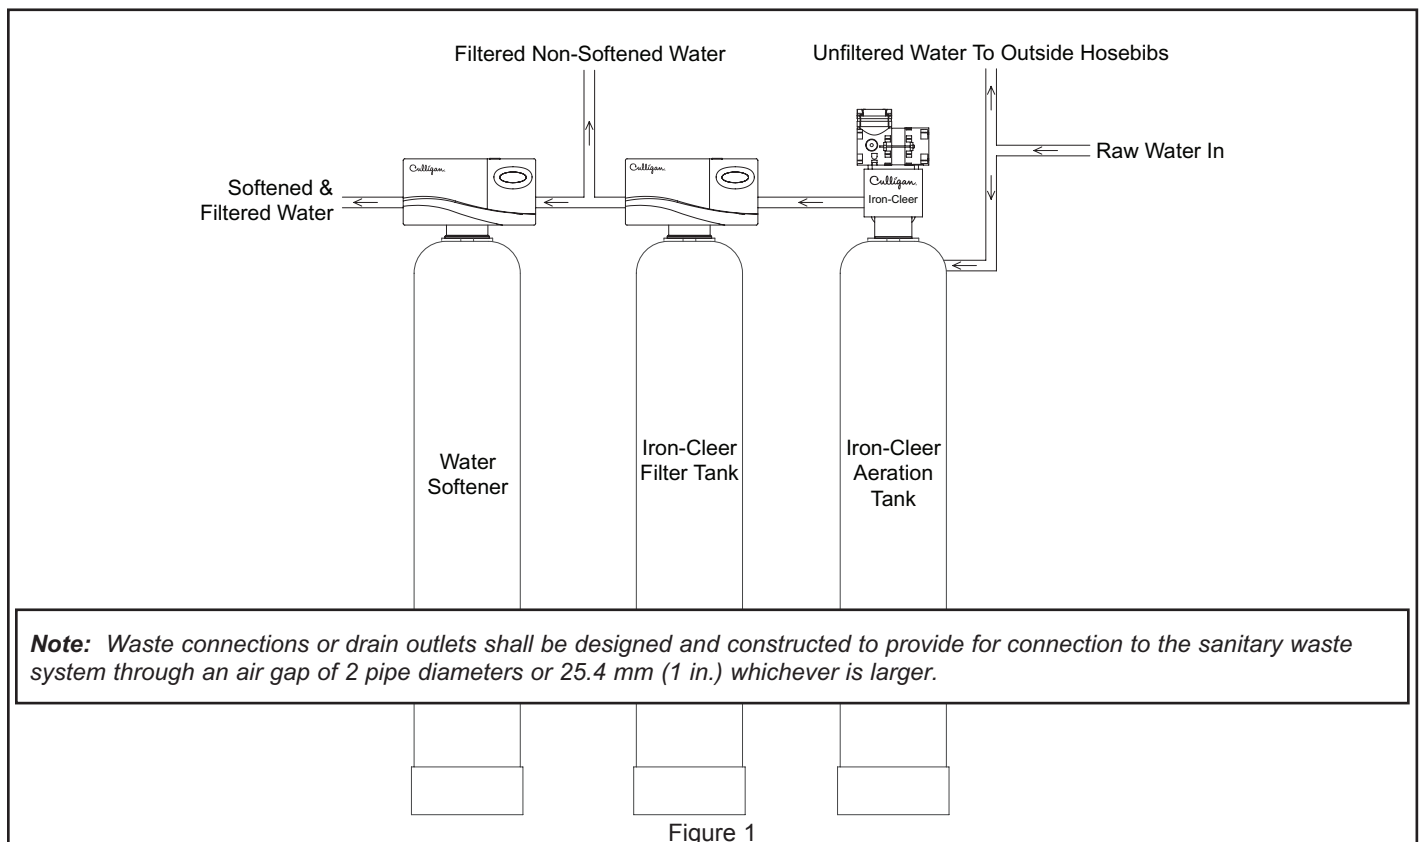 Filtered Non-Softened Water
Unfiltered Water To Outside Hosebibs
Raw Water In
Culligan.
Culligan.
Culligan.
Iron-Cleer
Softened &
Filtered Water
Water
Softener
Iron-Cleer
Filter Tank
Iron-Cleer
Aeration
Tank
Note: Waste connections or drain outlets shall be designed and constructed to provide for connection to the sanitary waste
system through an air gap of 2 pipe diameters or 25.4 mm (1 in.) whichever is larger.
Figure 1